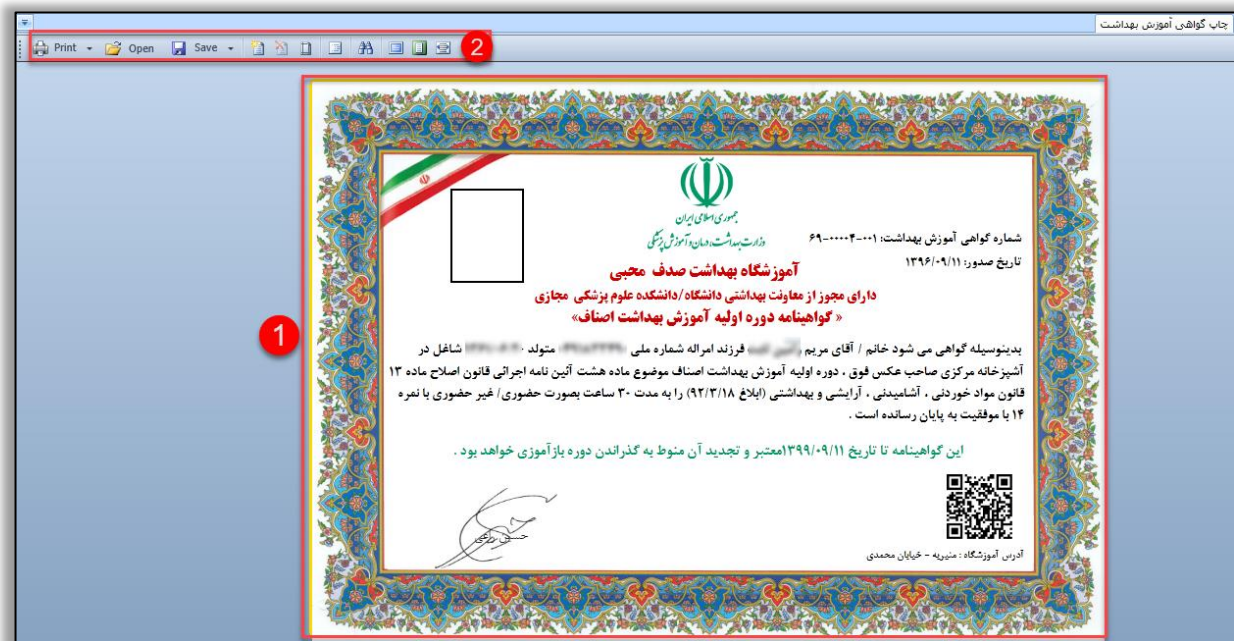 چاپ گواهی آموزش بهداشت
Print Open Save 2
1
جمهوری اسلامی ایران
وزارت بهداشت، درمان و آموزش پزشکی
شماره گواهی آموزش بهداشت: ۰۰۱-۰۰۰۰۴-۶۹
تاریخ صدور: ۱۳۹۶/۰۹/۱۱
آموزشگاه بهداشت صدف محبی
دارای مجوز از معاونت بهداشتی دانشگاه/دانشکده علوم پزشکی مجازی
« گواهینامه دوره اولیه آموزش بهداشت اصناف»
بدینوسیله گواهی می شود خانم / آقای مریم فرزند امراله شماره ملی متولد شاغل در
آشپزخانه مرکزی صاحب عکس فوق ، دوره اولیه آموزش بهداشت اصناف موضوع ماده هشت آئین نامه اجرائی قانون اصلاح ماده ۱۳
قانون مواد خوردنی ، آشامیدنی ، آرایشی و بهداشتی (ابلاغ ۹۲/۳/۱۸) را به مدت ۳۰ ساعت بصورت حضوری/ غیر حضوری با نمره
۱۴ با موفقیت به پایان رسانده است .
این گواهینامه تا تاریخ ۱۳۹۹/۰۹/۱۱معتبر و تجدید آن منوط به گذراندن دوره بازآموزی خواهد بود .
آدرس آموزشگاه : منیریه - خیابان محمدی